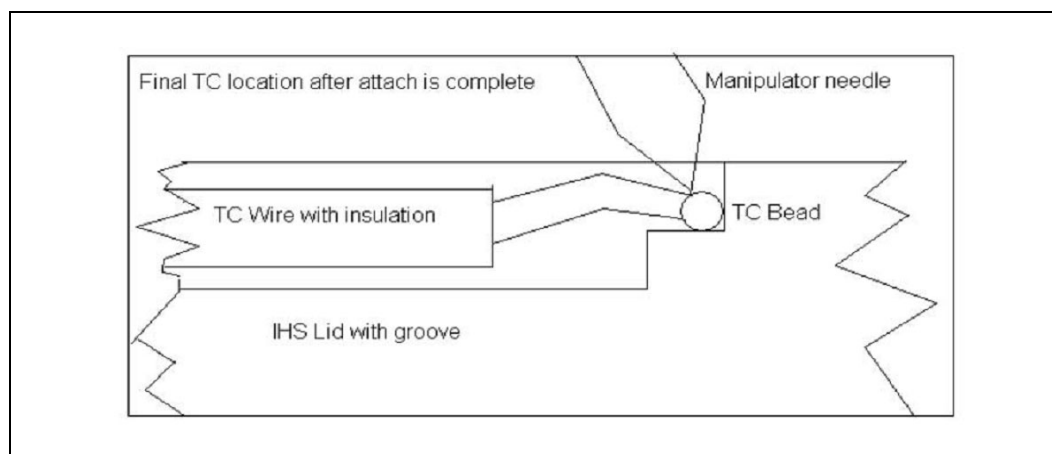 Final TC location after attach is complete
Manipulator needle
TC Wire with insulation
TC Bead
IHS Lid with groove